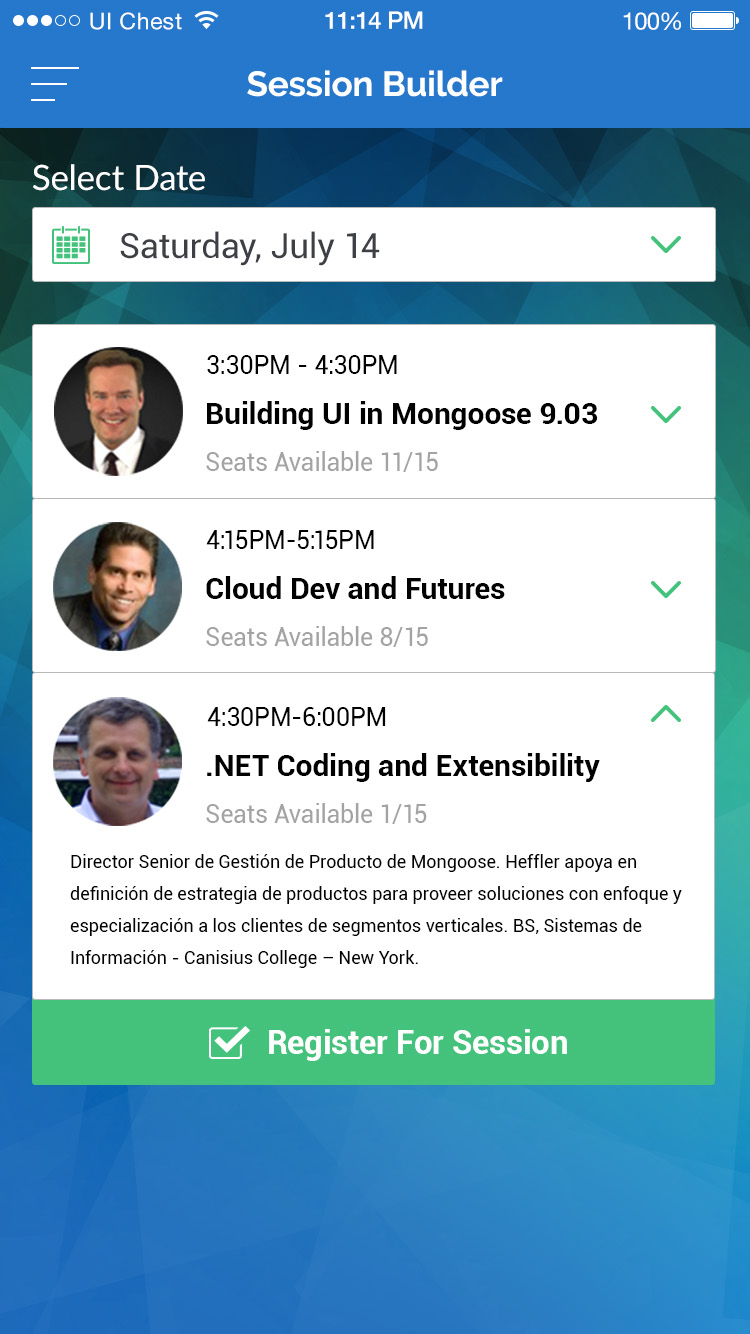 UI Chest 11:14 PM 100%
Session Builder
Select Date
Saturday, July 14
3:30PM - 4:30PM
Building UI in Mongoose 9.03
Seats Available 11/15
4:15PM-5:15PM
Cloud Dev and Futures
Seats Available 8/15
4:30PM-6:00PM
.NET Coding and Extensibility
Seats Available 1/15
Director Senior de Gestión de Producto de Mongoose. Heffler apoya en
definición de estrategia de productos para proveer soluciones con enfoque y
especialización a los clientes de segmentos verticales. BS, Sistemas de
Información - Canisius College – New York.
Register For Session